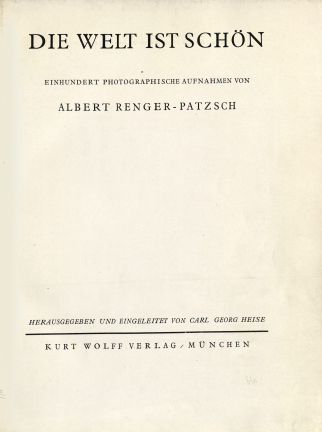 DIE WELT IST SCHÖN
EINHUNDERT PHOTOGRAPHISCHE AUFNAHMEN VON
ALBERT RENGER-PATZSCH
HERAUSGEGEBEN UND EINGELEITET VON CARL GEORG HEISE
KURT WOLFF VERLAG / MÜNCHEN